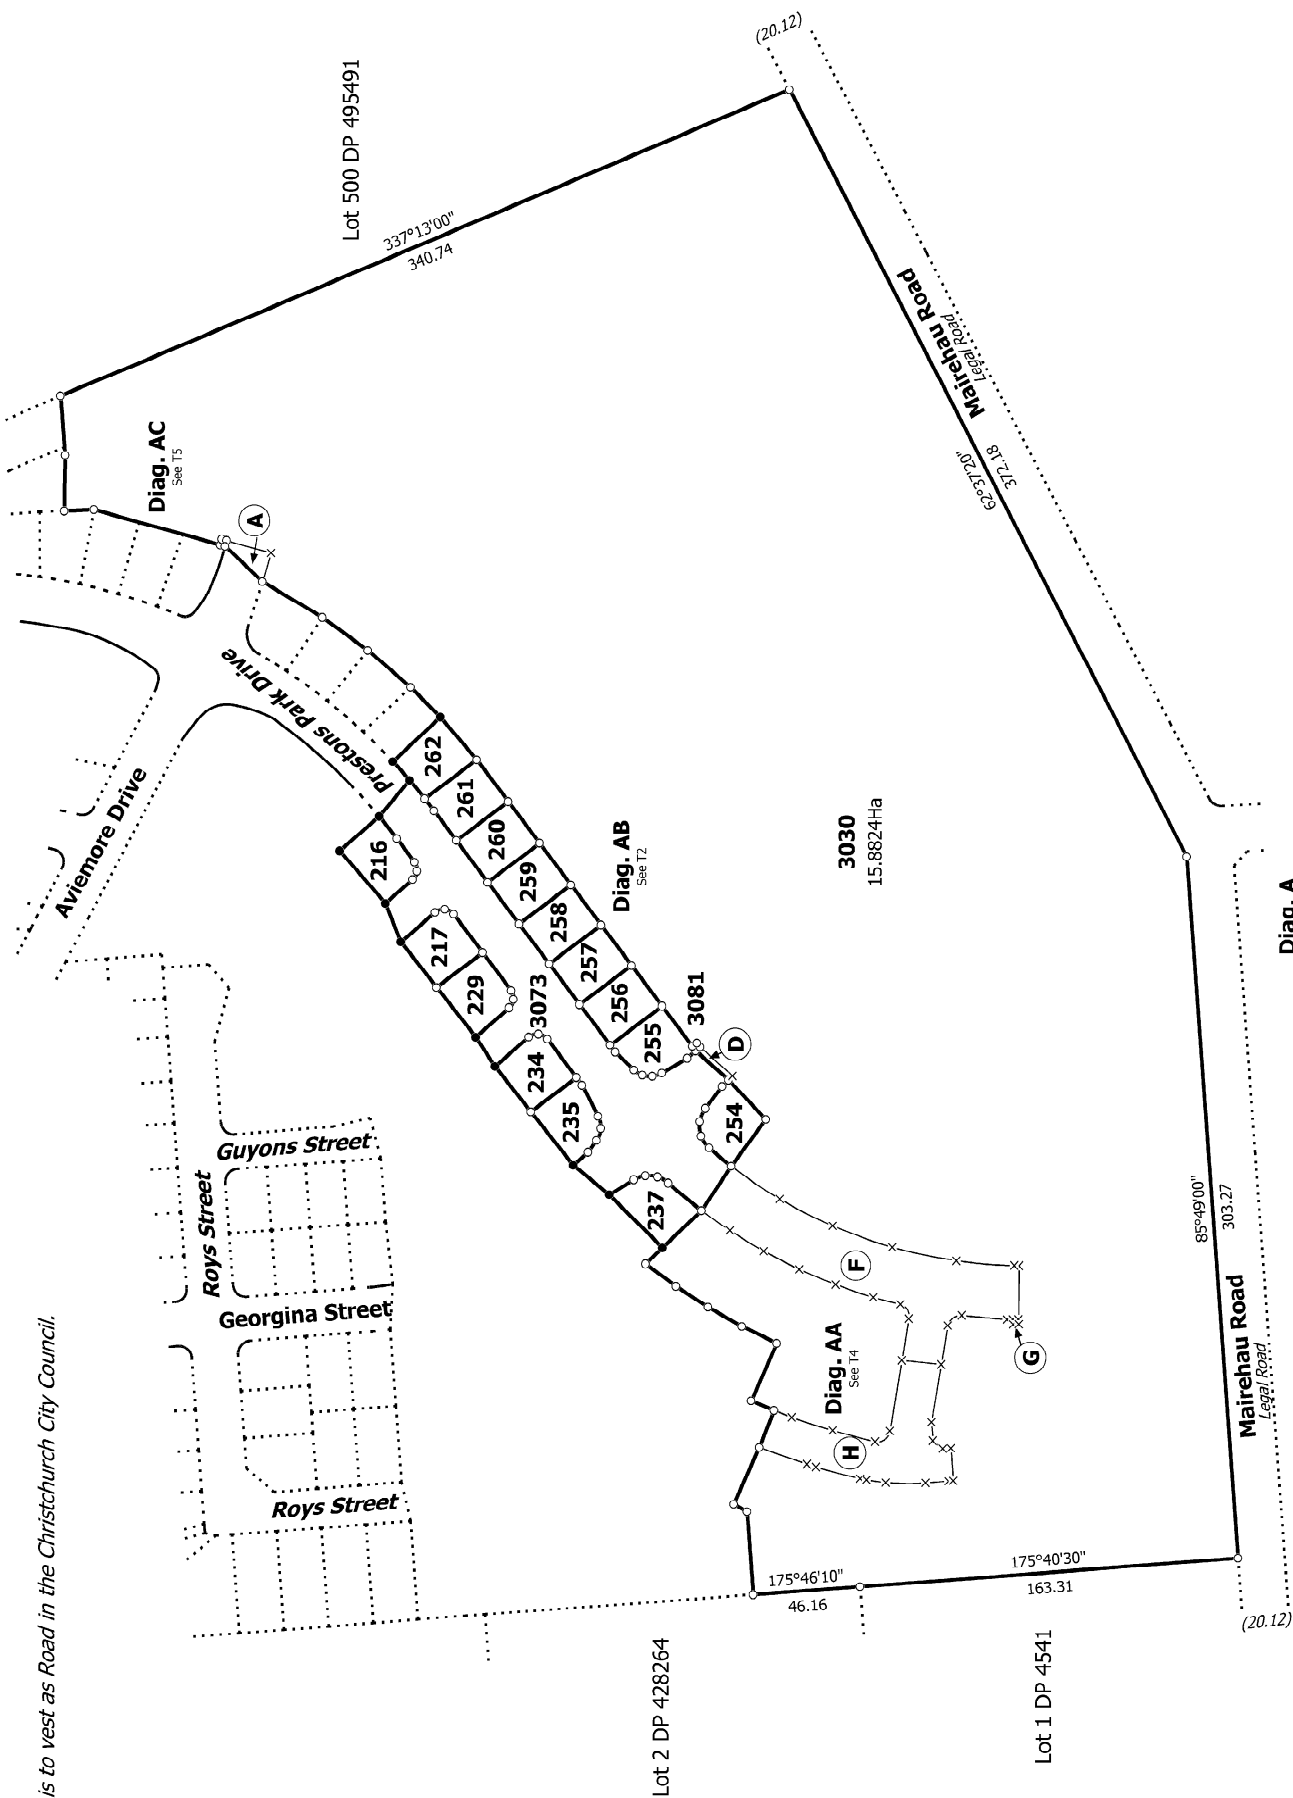 is to vest as Road in the Christchurch City Council.
Lot 500 DP 495491
(20.12)
337°13'00"
340.74
Diag. AC
See T5
A
Mairehau Road
Legal Road
62°37'20"
372.18
Prestons Park Drive
Aviemore Drive
262
261
260
259
258
257
256
255
254
216
217
229
234
235
237
3073
3081
D
Diag. AB
See T2
3030
15.8824Ha
Diag. A
Guyons Street
Roys Street
Georgina Street
Roys Street
1
F
G
H
Diag. AA
See T4
85°49'00"
303.27
Mairehau Road
Legal Road
175°46'10"
46.16
175°40'30"
163.31
(20.12)
Lot 2 DP 428264
Lot 1 DP 4541